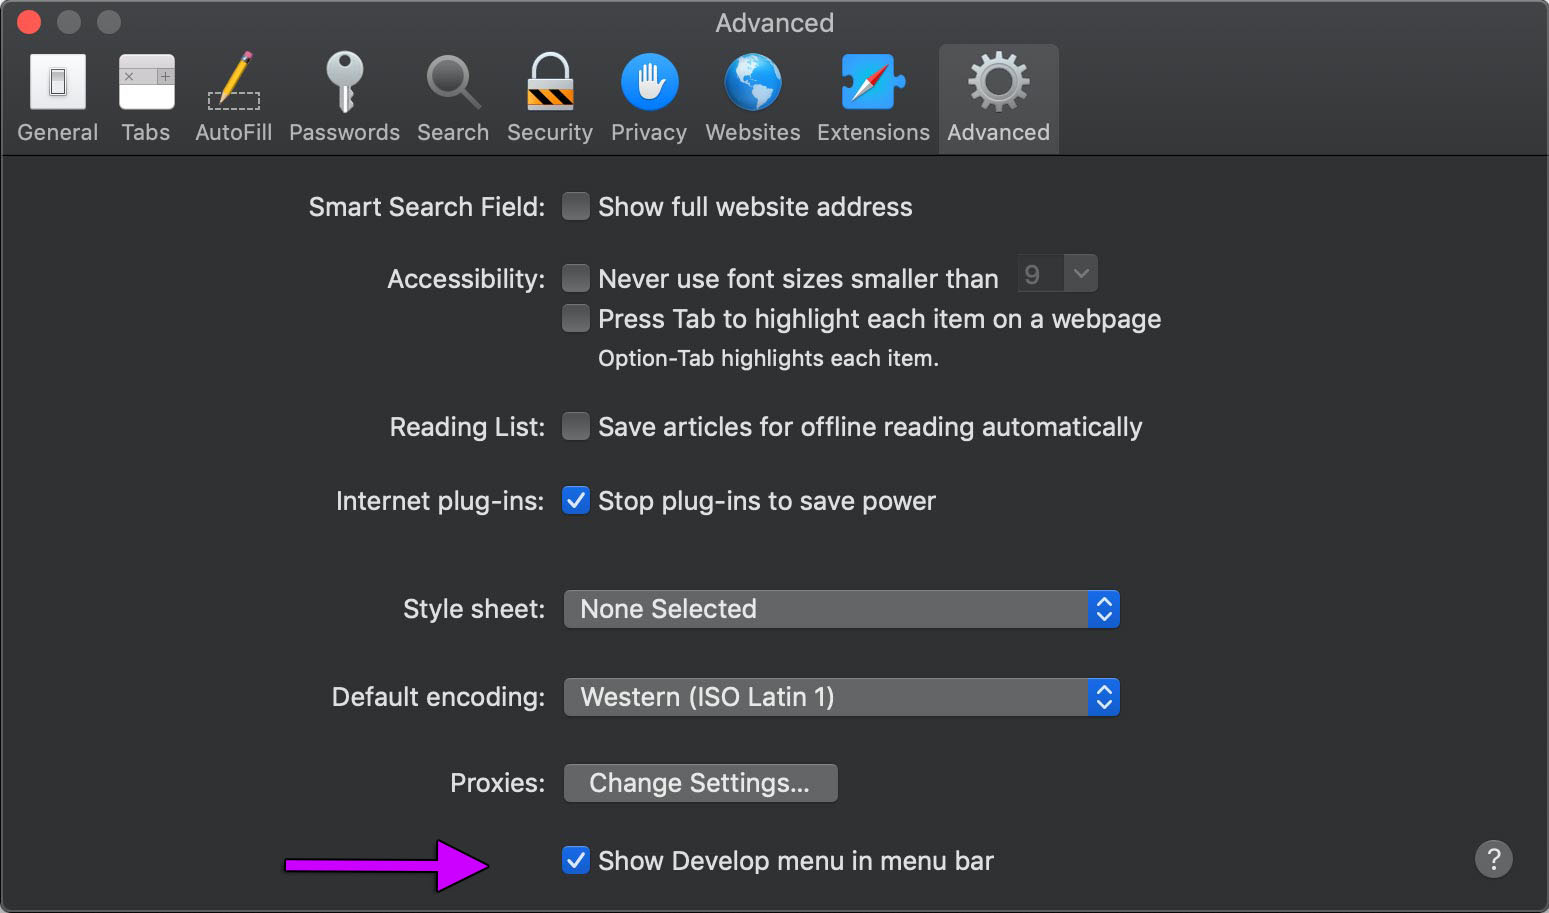 Advanced
General Tabs AutoFill Passwords Search Security Privacy Websites Extensions Advanced
Smart Search Field: Show full website address
Accessibility: Never use font sizes smaller than 9
Press Tab to highlight each item on a webpage
Option-Tab highlights each item.
Reading List: Save articles for offline reading automatically
Internet plug-ins: Stop plug-ins to save power
Style sheet: None Selected
Default encoding: Western (ISO Latin 1)
Proxies: Change Settings...
Show Develop menu in menu bar ?